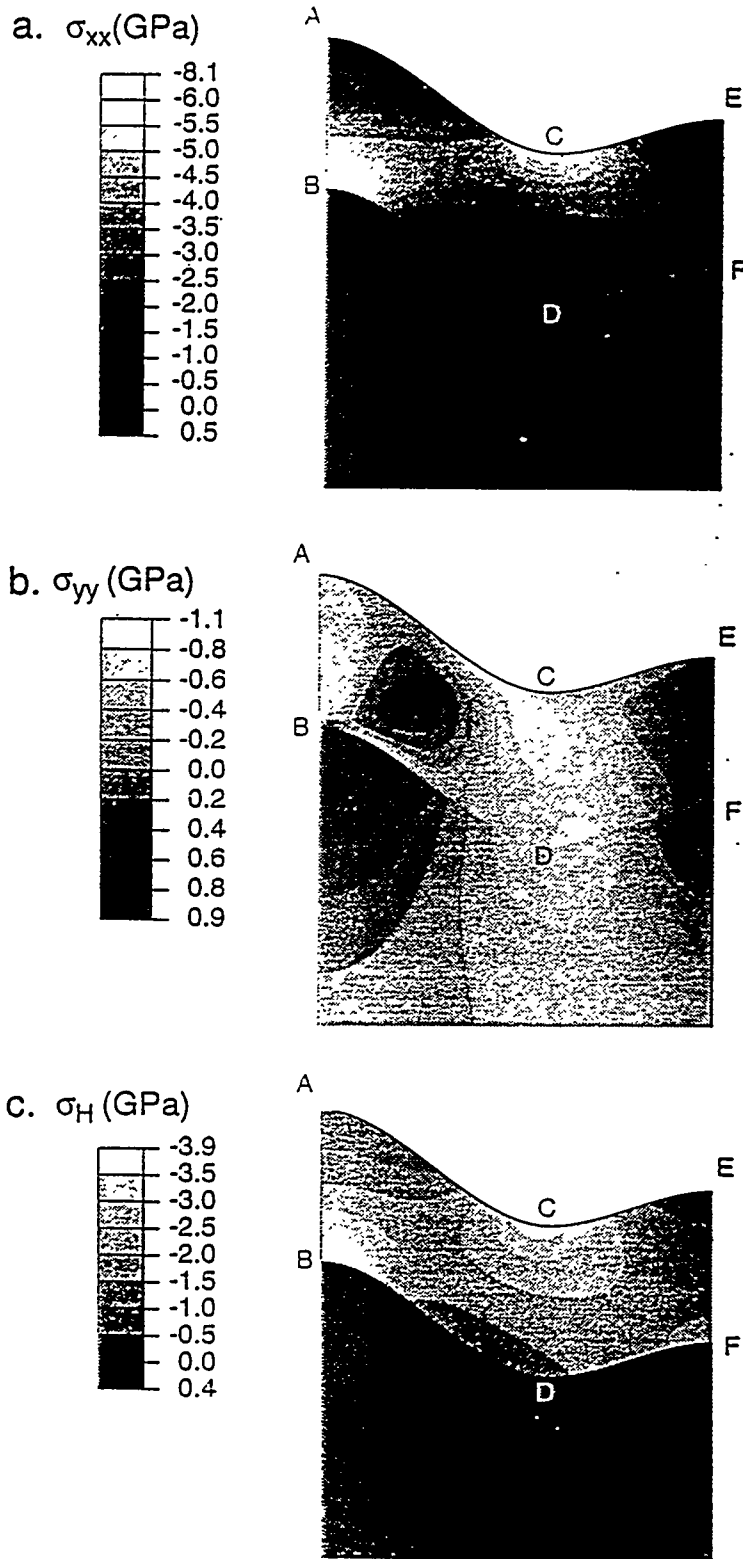 a. σxx(GPa)
-8.1
-6.0
-5.5
-5.0
-4.5
-4.0
-3.5
-3.0
-2.5
-2.0
-1.5
-1.0
-0.5
0.0
0.5
A
B
C
D
E
F
b. σyy (GPa)
-1.1
-0.8
-0.6
-0.4
-0.2
0.0
0.2
0.4
0.6
0.8
0.9
A
B
C
D
E
F
c. σH (GPa)
-3.9
-3.5
-3.0
-2.5
-2.0
-1.5
-1.0
-0.5
0.0
0.4
A
B
C
D
E
F